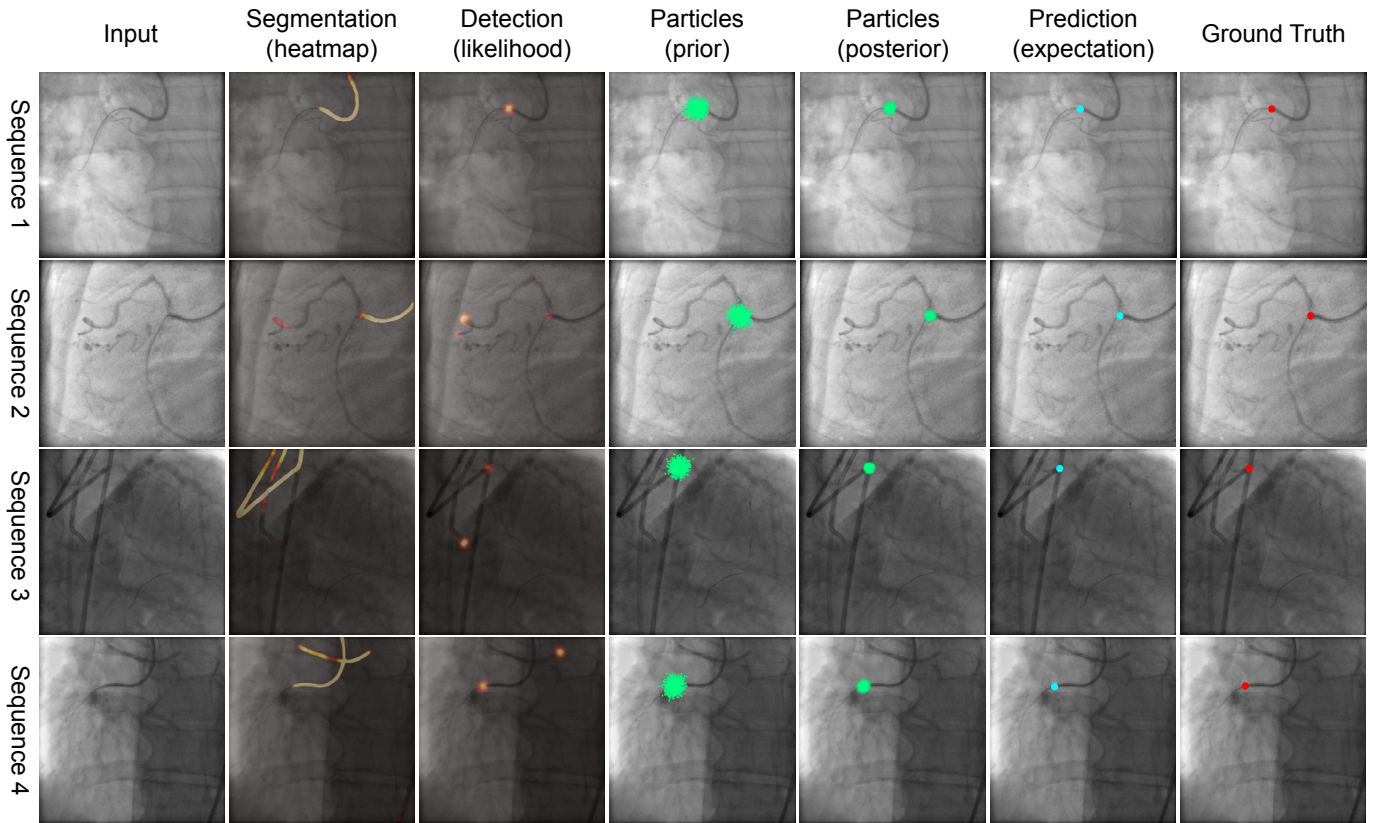 Input
Segmentation
(heatmap)
Detection
(likelihood)
Particles
(prior)
Particles
(posterior)
Prediction
(expectation)
Ground Truth
Sequence 1
Sequence 2
Sequence 3
Sequence 4